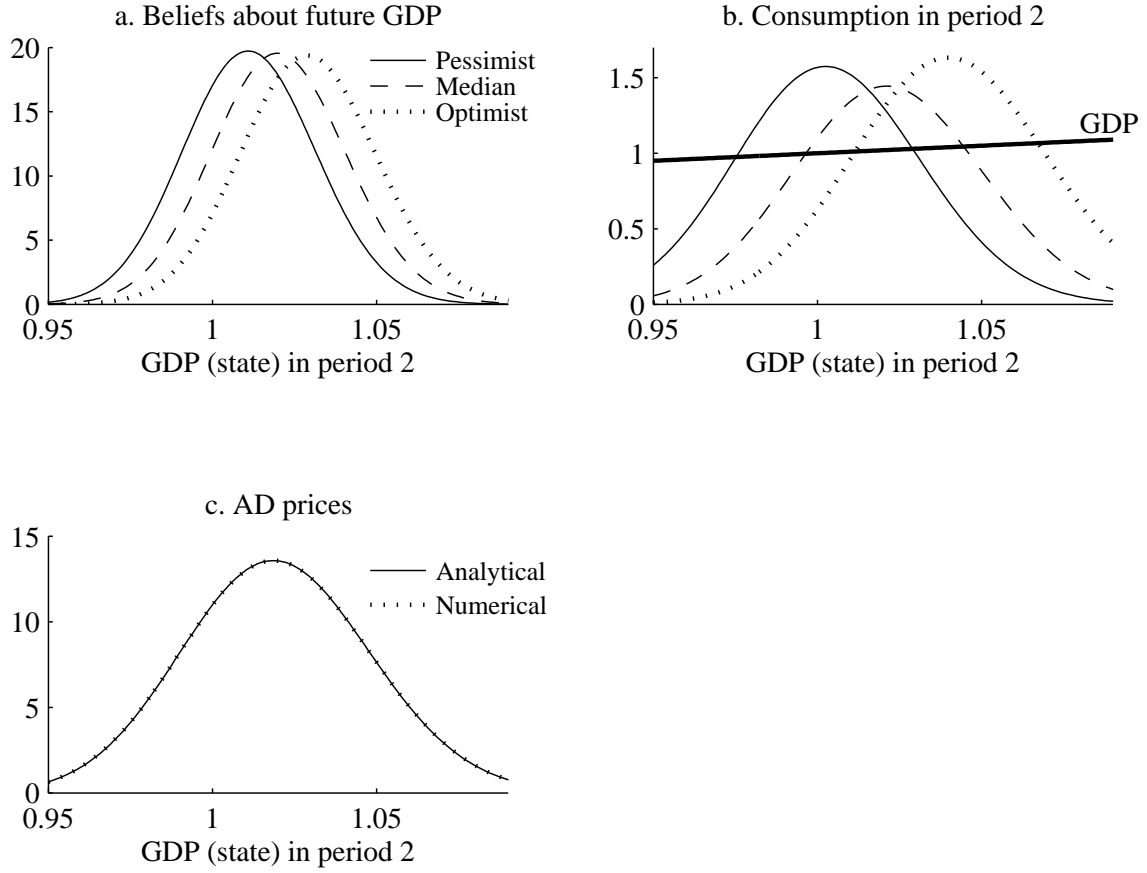 a. Beliefs about future GDP
20
15
10
5
0
0.95
1
1.05
GDP (state) in period 2
Pessimist
Median
Optimist
b. Consumption in period 2
1.5
1
0.5
0
0.95
1
1.05
GDP (state) in period 2
GDP
c. AD prices
15
10
5
0
0.95
1
1.05
GDP (state) in period 2
Analytical
Numerical